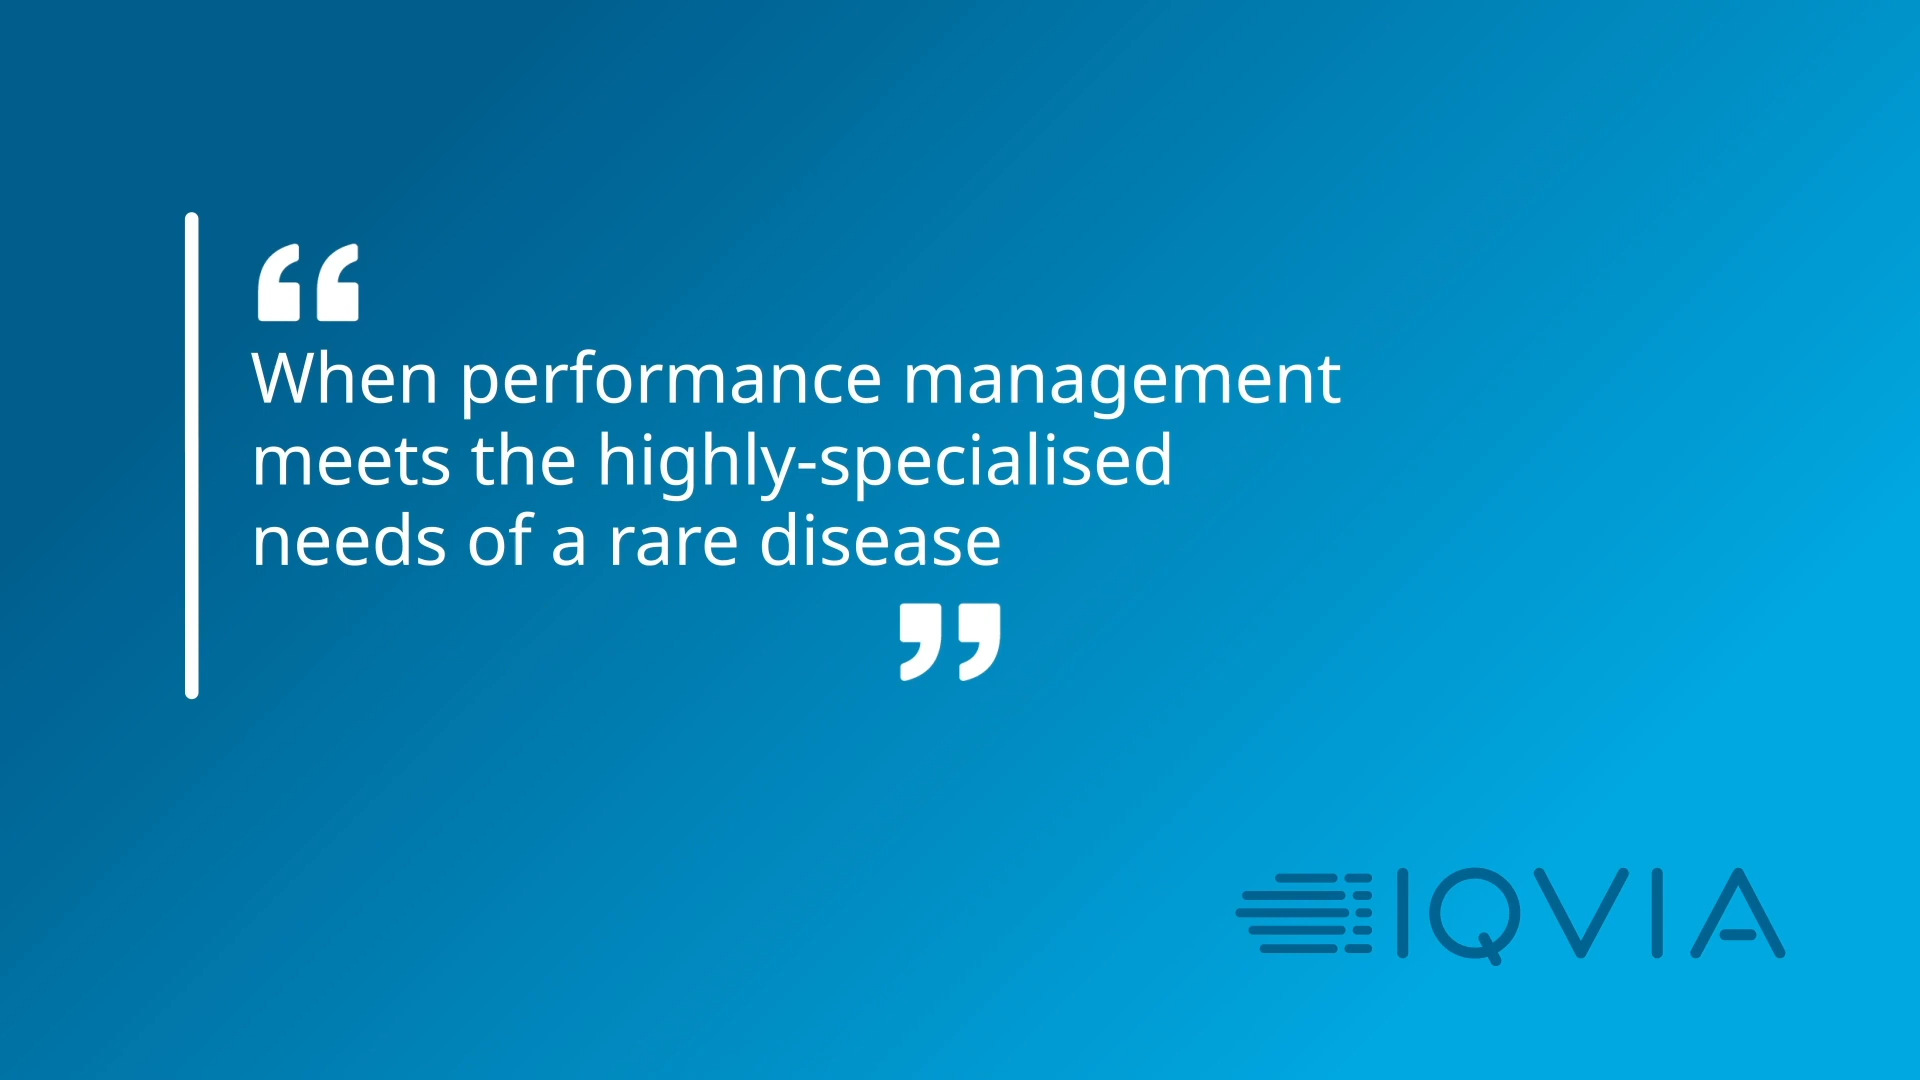 “
When performance management
meets the highly-specialised
needs of a rare disease
”
IQVIA